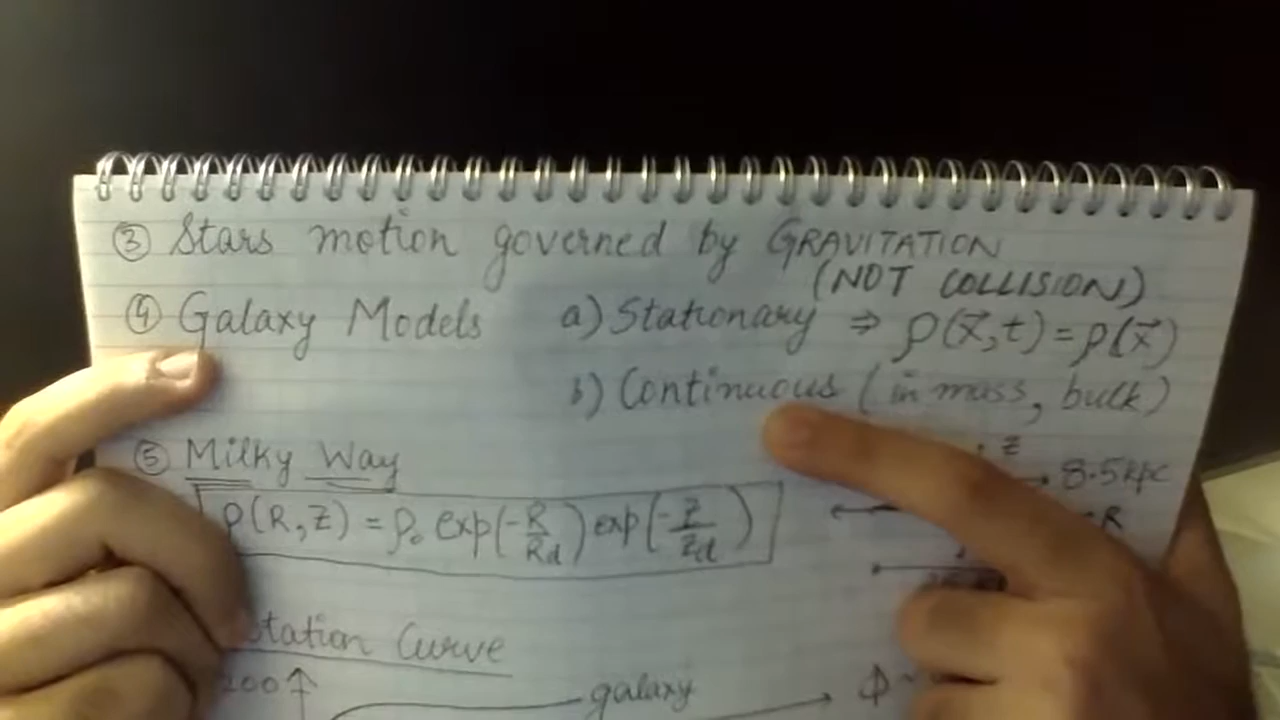 ③ Stars motion governed by GRAVITATION
(NOT COLLISION)
④ Galaxy Models a) Stationary ⇒ ρ(x⃗,t)=ρ(x⃗)
b) Continuous (in mass, bulk)
⑤ Milky Way
z
8.5kpc
ρ(R,Z) = ρ₀ exp(-R/Rd) exp(-Z/Zd)
R
Curve
200↑
galaxy
ϕ~